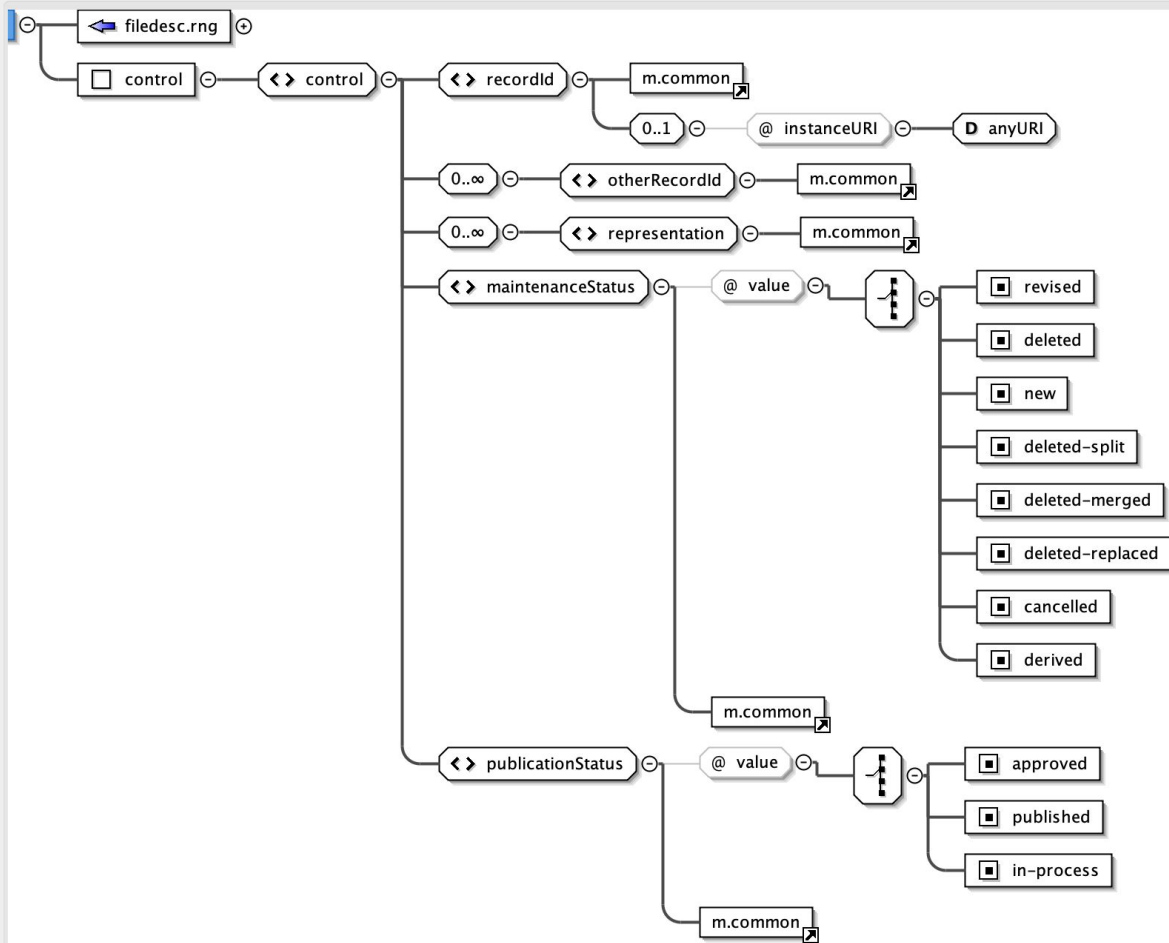 filedesc.rng
control
control
recordId
m.common
0..1
@ instanceURI
D anyURI
0..∞
otherRecordId
m.common
0..∞
representation
m.common
maintenanceStatus
@ value
revised
deleted
new
deleted-split
deleted-merged
deleted-replaced
cancelled
derived
m.common
publicationStatus
@ value
approved
published
in-process
m.common